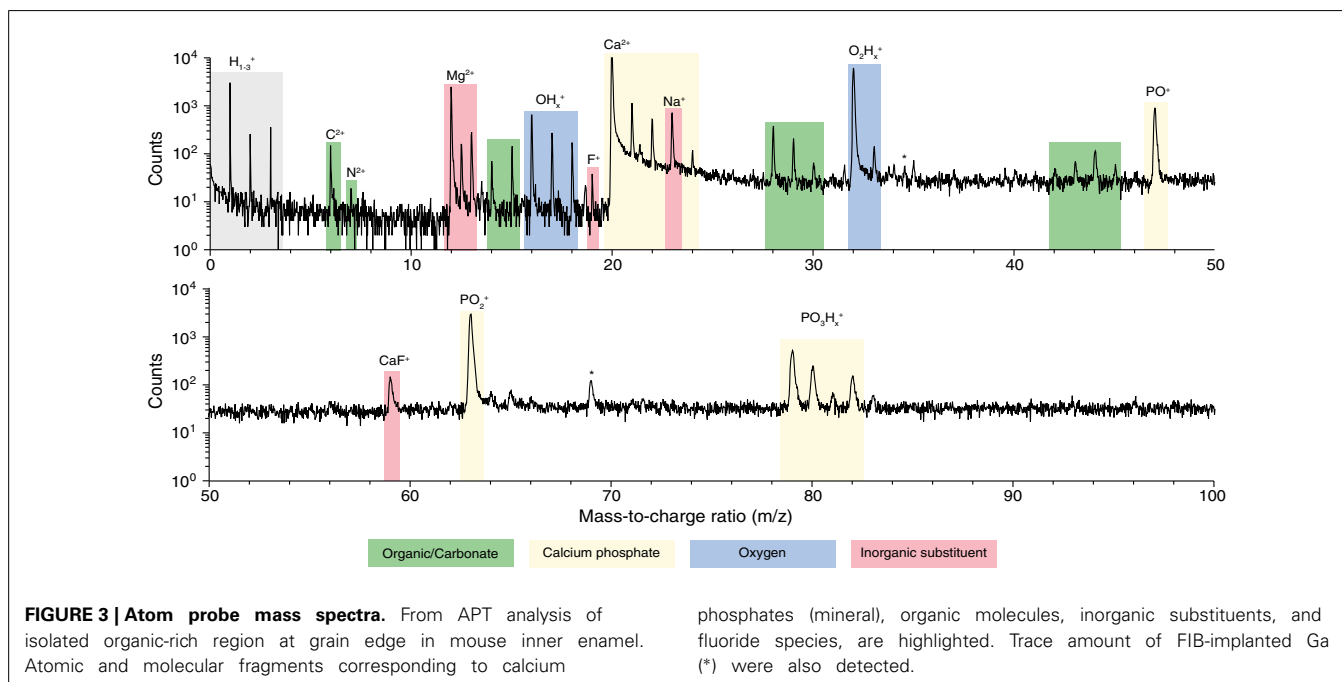 H₁₋₃⁺
C²⁺
N²⁺
Mg²⁺
OHₓ⁺
F⁺
Ca²⁺
Na⁺
O₂Hₓ⁺
*
PO⁺
Counts
10⁴
10³
10²
10¹
10⁰
0 10 20 30 40 50
CaF⁺
PO₂⁺
*
PO₃Hₓ⁺
Counts
10⁴
10³
10²
10¹
10⁰
50 60 70 80 90 100
Mass-to-charge ratio (m/z)
Organic/Carbonate Calcium phosphate Oxygen Inorganic substituent
FIGURE 3 | Atom probe mass spectra. From APT analysis of
isolated organic-rich region at grain edge in mouse inner enamel.
Atomic and molecular fragments corresponding to calcium
phosphates (mineral), organic molecules, inorganic substituents, and
fluoride species, are highlighted. Trace amount of FIB-implanted Ga
(*) were also detected.